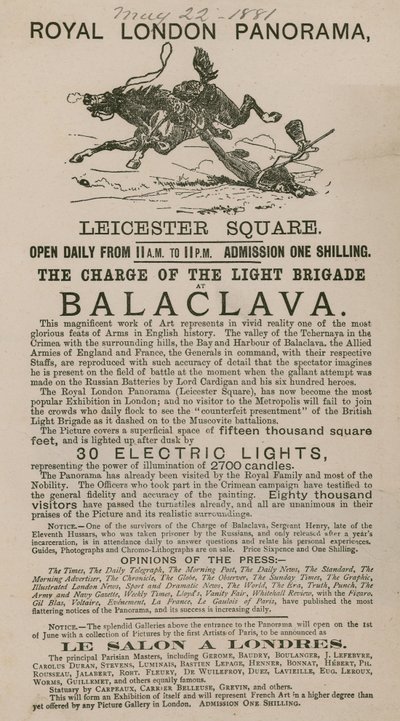 May 22 - 1881
ROYAL LONDON PANORAMA,
LEICESTER SQUARE.
OPEN DAILY FROM 11 A.M. TO 11 P.M. ADMISSION ONE SHILLING.
THE CHARGE OF THE LIGHT BRIGADE
AT
BALACLAVA.
This magnificent work of Art represents in vivid reality one of the most
glorious feats of Arms in English history. The valley of the Tchernaya in the
Crimea with the surrounding hills, the Bay and Harbour of Balaclava, the Allied
Armies of England and France, the Generals in command, with their respective
Staffs, are reproduced with such accuracy of detail that the spectator imagines
he is present on the field of battle at the moment when the gallant attempt was
made on the Russian Batteries by Lord Cardigan and his six hundred heroes.
The Royal London Panorama (Leicester Square), has now become the most
popular Exhibition in London; and no visitor to the Metropolis will fail to join
the crowds who daily flock to see the "counterfeit presentment" of the British
Light Brigade as it dashed on to the Muscovite battalions.
The Picture covers a superficial space of fifteen thousand square
feet, and is lighted up after dusk by
30 ELECTRIC LIGHTS,
representing the power of illumination of 2700 candles.
The Panorama has already been visited by the Royal Family and most of the
Nobility. The Officers who took part in the Crimean campaign have testified to
the general fidelity and accuracy of the painting. Eighty thousand
visitors have passed the turnstiles already, and all are unanimous in their
praises of the Picture and its realistic surroundings.
NOTICE.—One of the survivors of the Charge of Balaclava, Sergeant Henry, late of the
Eleventh Hussars, who was taken prisoner by the Russians, and only released after a year's
incarceration, is in attendance daily to answer questions and relate his personal experiences.
Guides, Photographs and Chromo-Lithographs are on sale. Price Sixpence and One Shilling.
OPINIONS OF THE PRESS:—
The Times, The Daily Telegraph, The Morning Post, The Daily News, The Standard, The
Morning Advertiser, The Chronicle, The Globe, The Observer, The Sunday Times, The Graphic,
Illustrated London News, Sport and Dramatic News, The World, The Era, Truth, Punch, The
Army and Navy Gazette, Weekly Times, Lloyd's, Vanity Fair, Whitehall Review, with the Figaro,
Gil Blas, Voltaire, Evénement, La France, Le Gaulois of Paris, have published the most
flattering notices of the Panorama, and its success is increasing daily.
NOTICE.—The splendid Galleries above the entrance to the Panorama will open on the 1st
of June with a collection of Pictures by the first Artists of Paris, to be announced as
LE SALON A LONDRES.
The principal Parisian Masters, including GEROME, BAUDRY, BOULANGER, J. LEFEBVRE,
CAROLUS DURAN, STEVENS, LUMINAIS, BASTIEN LEPAGE, HENNER, BONNAT, HÉBERT, PH.
ROUSSEAU, JALABERT, ROBT. FLEURY, DE WUILEFROY, DUEZ, LAVIEILLE, EUG. LEROUX,
WORMS, GUILLEMET, and others equally famous.
Statuary by CARPEAUX, CARRIER BELLEUSE, GREVIN, and others.
This will form an Exhibition of itself and will represent French Art in a higher degree than
yet offered by any Picture Gallery in London. ADMISSION ONE SHILLING.